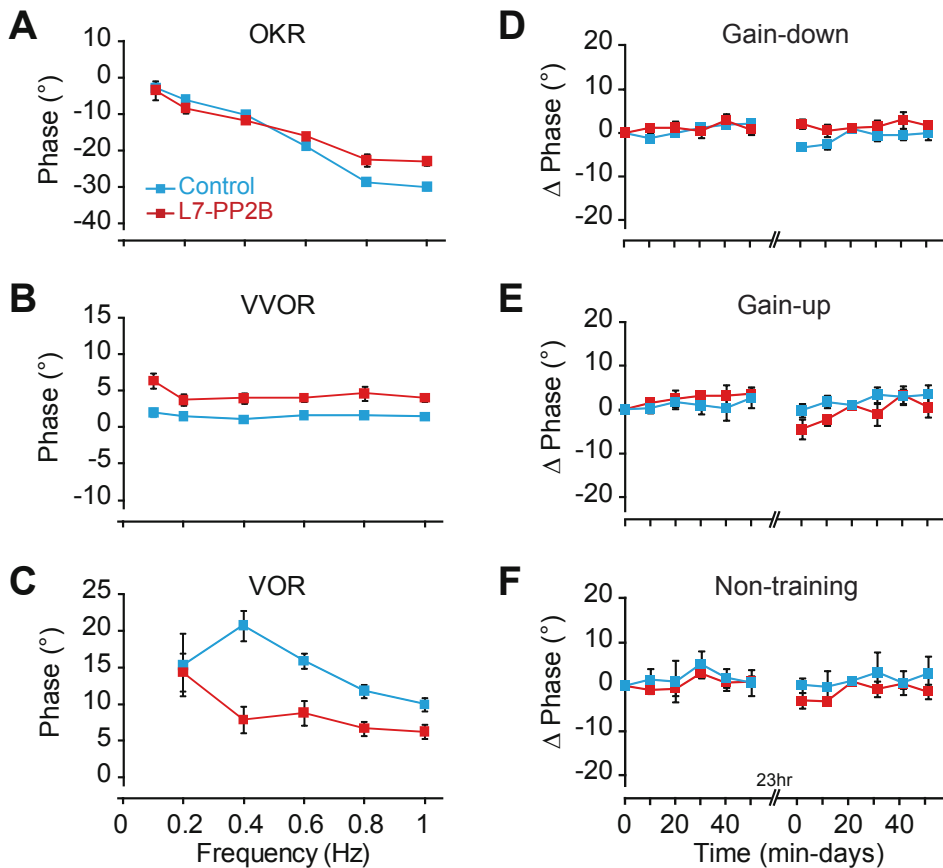 A
OKR
Phase (°)
10
0
-10
-20
-30
-40
Control
L7-PP2B
B
VVOR
Phase (°)
15
10
5
0
-5
-10
C
VOR
Phase (°)
25
20
15
10
5
0
0 0.2 0.4 0.6 0.8 1
Frequency (Hz)
D
Gain-down
Δ Phase (°)
20
10
0
-10
-20
E
Gain-up
Δ Phase (°)
20
10
0
-10
-20
F
Non-training
Δ Phase (°)
20
10
0
-10
-20
23hr
0 20 40 0 20 40
Time (min-days)